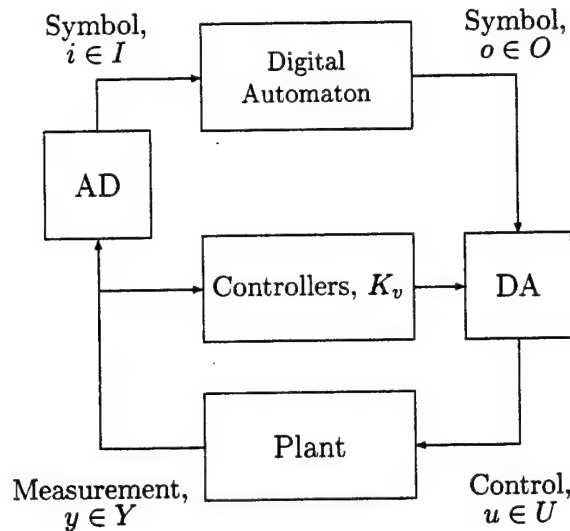 Symbol,
i ∈ I
Symbol,
o ∈ O
Digital
Automaton
AD
Controllers, K_v
DA
Plant
Measurement,
y ∈ Y
Control,
u ∈ U